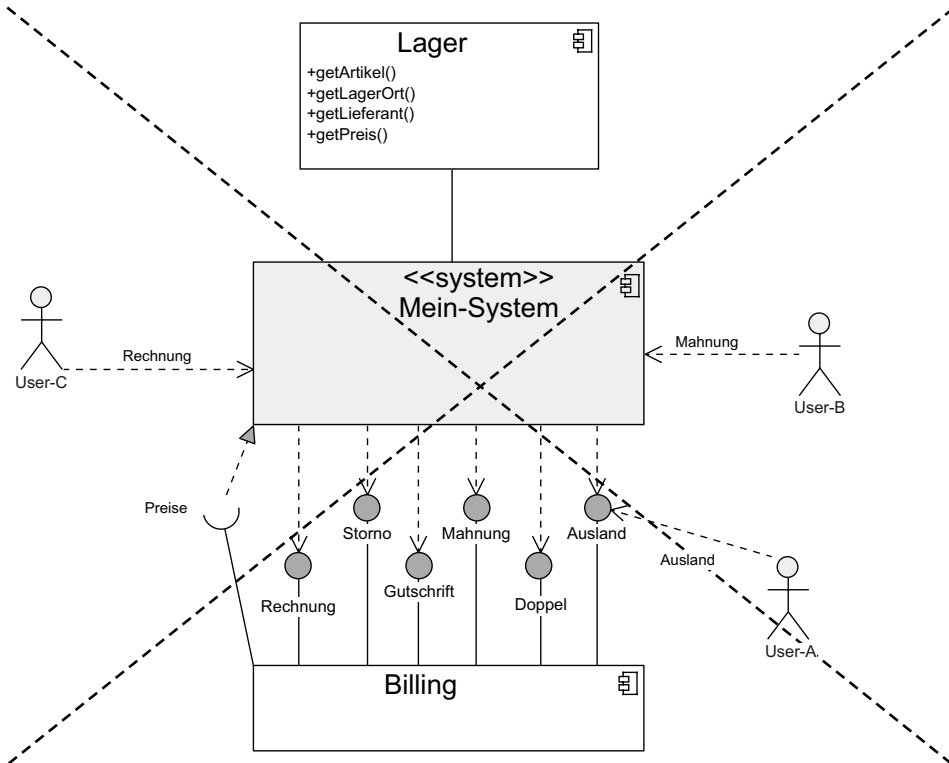 Lager
+getArtikel()
+getLagerOrt()
+getLieferant()
+getPreis()
<<system>>
Mein-System
Rechnung
User-C
Mahnung
User-B
Preise
Storno
Mahnung
Ausland
Ausland
Rechnung
Gutschrift
Doppel
User-A
Billing